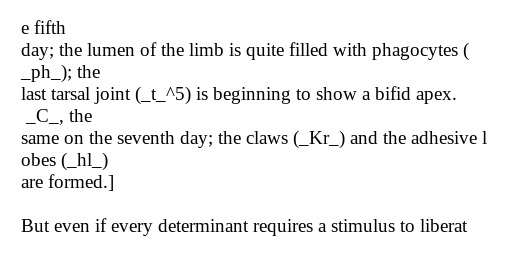 e fifth
day; the lumen of the limb is quite filled with phagocytes (
_ph_); the
last tarsal joint (_t_^5) is beginning to show a bifid apex.
 _C_, the
same on the seventh day; the claws (_Kr_) and the adhesive l
obes (_hl_)
are formed.]

But even if every determinant requires a stimulus to liberat